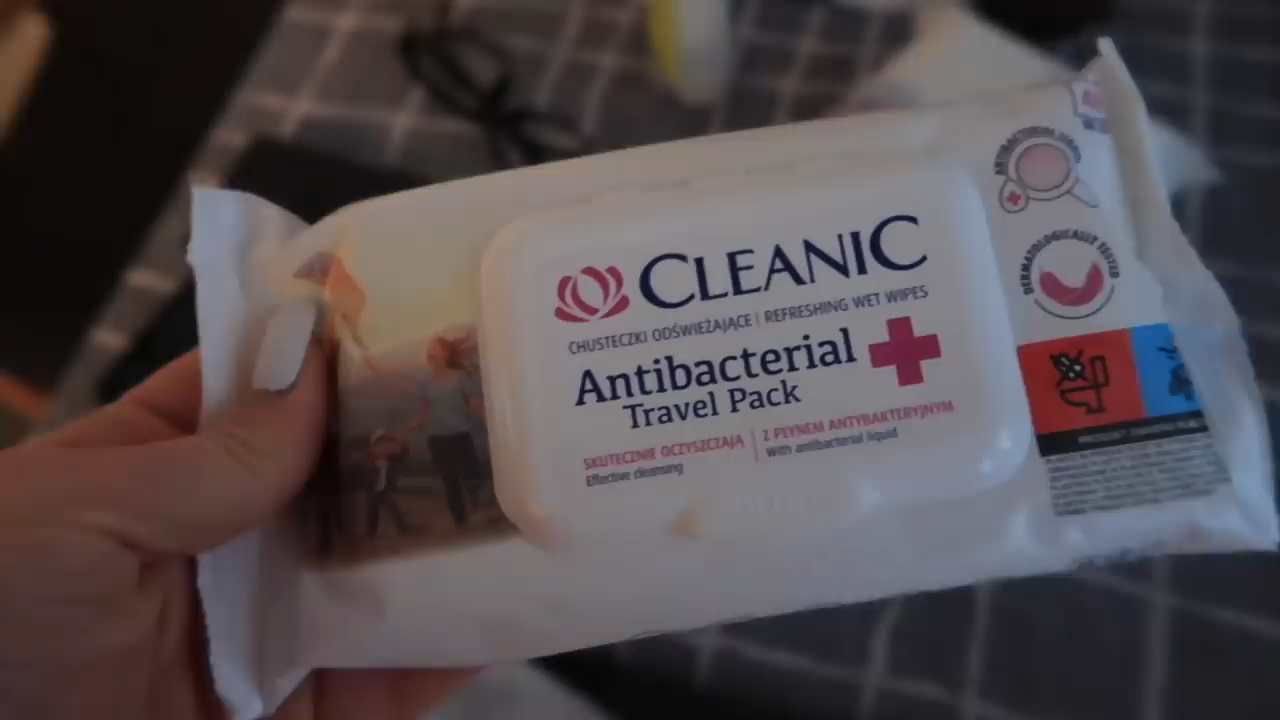 CLEANIC
CHUSTECZKI ODŚWIEŻAJĄCE | REFRESHING WET WIPES
Antibacterial
Travel Pack
SKUTECZNIE OCZYSZCZAJĄ
Effective cleansing
Z PŁYNEM ANTYBAKTERYJNYM
With antibacterial liquid
ANTIBACTERIAL
DERMATOLOGICALLY TESTED